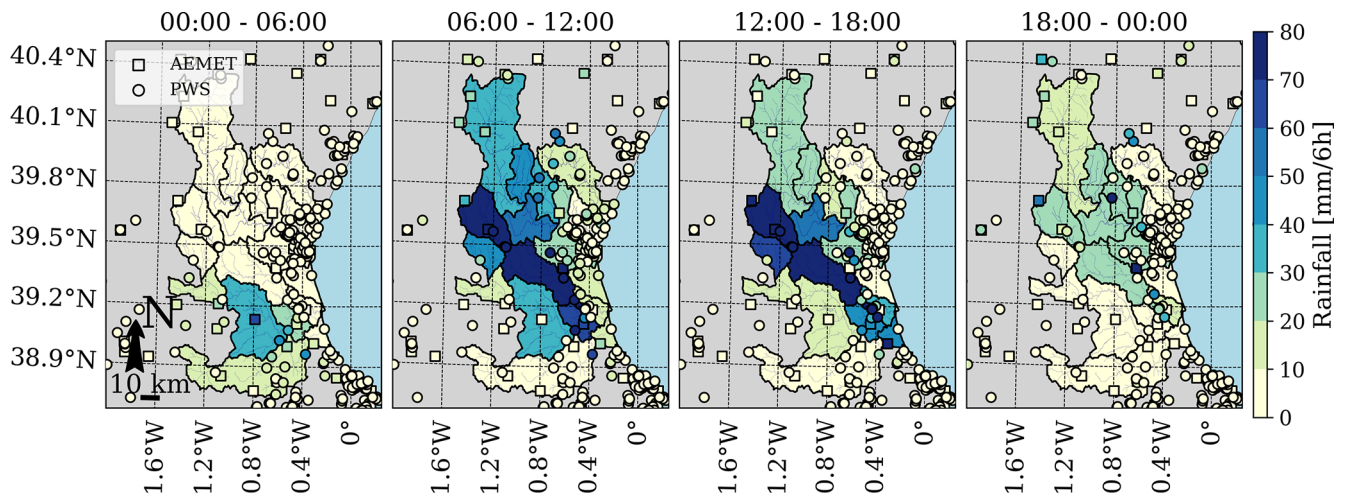 00:00 - 06:00 06:00 - 12:00 12:00 - 18:00 18:00 - 00:00
AEMET
PWS
40.4°N
40.1°N
39.8°N
39.5°N
39.2°N
38.9°N
N
10 km
1.6°W 1.2°W 0.8°W 0.4°W 0° 1.6°W 1.2°W 0.8°W 0.4°W 0° 1.6°W 1.2°W 0.8°W 0.4°W 0° 1.6°W 1.2°W 0.8°W 0.4°W 0°
80
70
60
50
40
30
20
10
0
Rainfall [mm/6h]